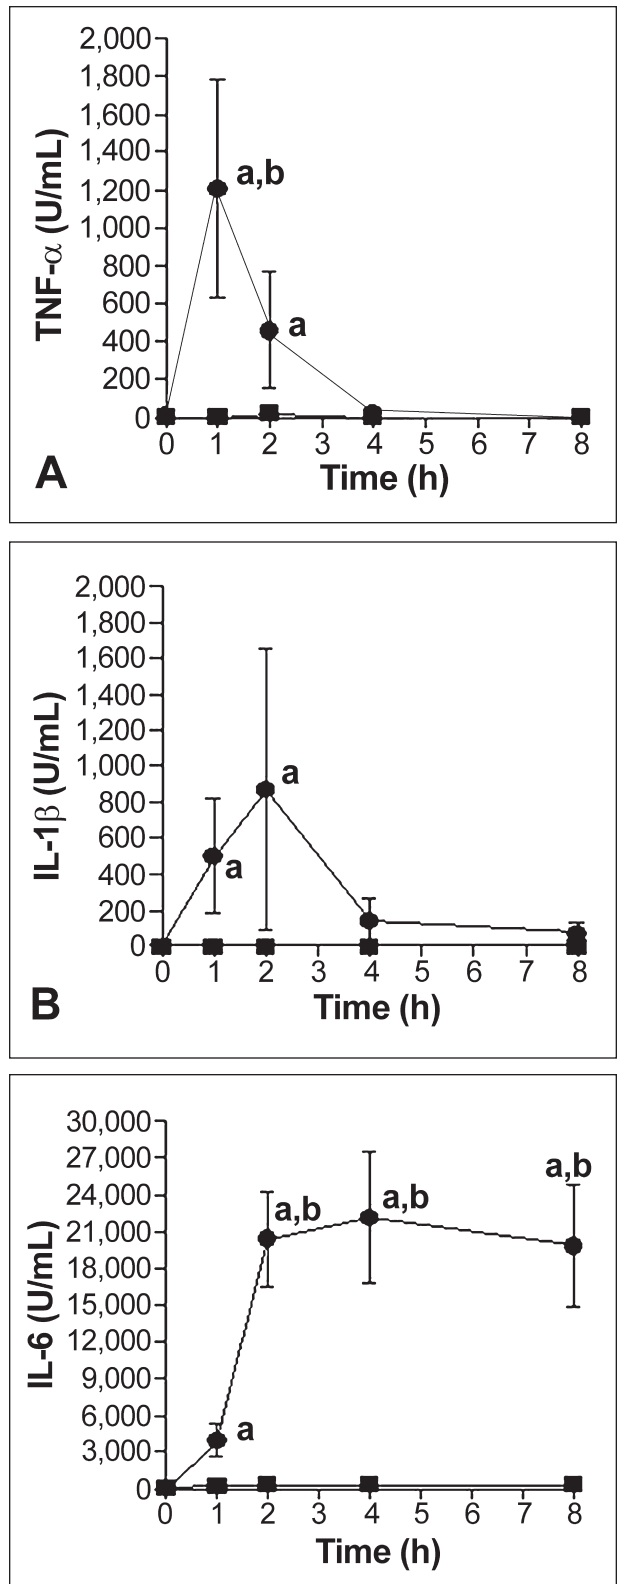 2,000
1,800
1,600
1,400
1,200
1,000
800
600
400
200
0
TNF-α (U/mL)
a,b
a
0 1 2 3 4 5 6 7 8
Time (h)
A
2,000
1,800
1,600
1,400
1,200
1,000
800
600
400
200
0
IL-1β (U/mL)
a
a
0 1 2 3 4 5 6 7 8
Time (h)
B
30,000
27,000
24,000
21,000
18,000
15,000
12,000
9,000
6,000
3,000
0
IL-6 (U/mL)
a,b
a,b
a,b
a
0 1 2 3 4 5 6 7 8
Time (h)